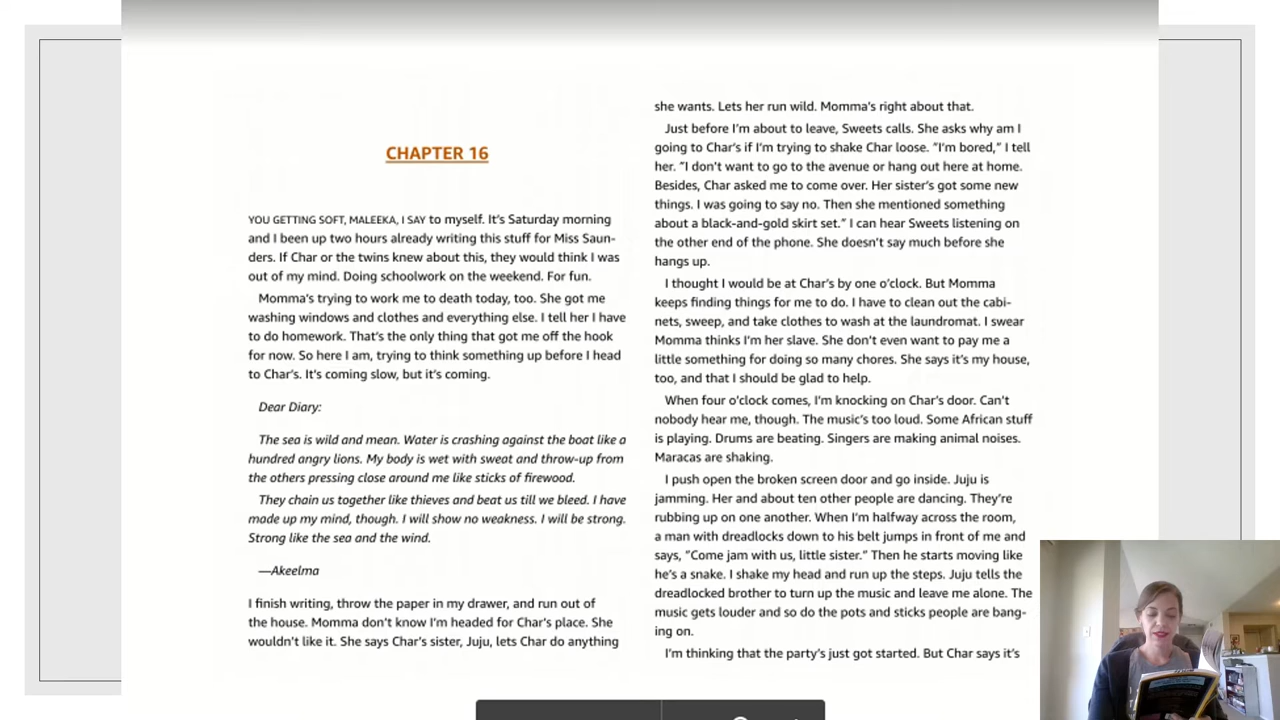 CHAPTER 16
YOU GETTING SOFT, MALEEKA, I SAY to myself. It's Saturday morning
and I been up two hours already writing this stuff for Miss Saun-
ders. If Char or the twins knew about this, they would think I was
out of my mind. Doing schoolwork on the weekend. For fun.
Momma's trying to work me to death today, too. She got me
washing windows and clothes and everything else. I tell her I have
to do homework. That's the only thing that got me off the hook
for now. So here I am, trying to think something up before I head
to Char's. It's coming slow, but it's coming.
Dear Diary:
The sea is wild and mean. Water is crashing against the boat like a
hundred angry lions. My body is wet with sweat and throw-up from
the others pressing close around me like sticks of firewood.
They chain us together like thieves and beat us till we bleed. I have
made up my mind, though. I will show no weakness. I will be strong.
Strong like the sea and the wind.
—Akeelma
I finish writing, throw the paper in my drawer, and run out of
the house. Momma don't know I'm headed for Char's place. She
wouldn't like it. She says Char's sister, Juju, lets Char do anything
she wants. Lets her run wild. Momma's right about that.
Just before I'm about to leave, Sweets calls. She asks why am I
going to Char's if I'm trying to shake Char loose. "I'm bored," I tell
her. "I don't want to go to the avenue or hang out here at home.
Besides, Char asked me to come over. Her sister's got some new
things. I was going to say no. Then she mentioned something
about a black-and-gold skirt set." I can hear Sweets listening on
the other end of the phone. She doesn't say much before she
hangs up.
I thought I would be at Char's by one o'clock. But Momma
keeps finding things for me to do. I have to clean out the cabi-
nets, sweep, and take clothes to wash at the laundromat. I swear
Momma thinks I'm her slave. She don't even want to pay me a
little something for doing so many chores. She says it's my house,
too, and that I should be glad to help.
When four o'clock comes, I'm knocking on Char's door. Can't
nobody hear me, though. The music's too loud. Some African stuff
is playing. Drums are beating. Singers are making animal noises.
Maracas are shaking.
I push open the broken screen door and go inside. Juju is
jamming. Her and about ten other people are dancing. They're
rubbing up on one another. When I'm halfway across the room,
a man with dreadlocks down to his belt jumps in front of me and
says, "Come jam with us, little sister." Then he starts moving like
he's a snake. I shake my head and run up the steps. Juju tells the
dreadlocked brother to turn up the music and leave me alone. The
music gets louder and so do the pots and sticks people are bang-
ing on.
I'm thinking that the party's just got started. But Char says it's